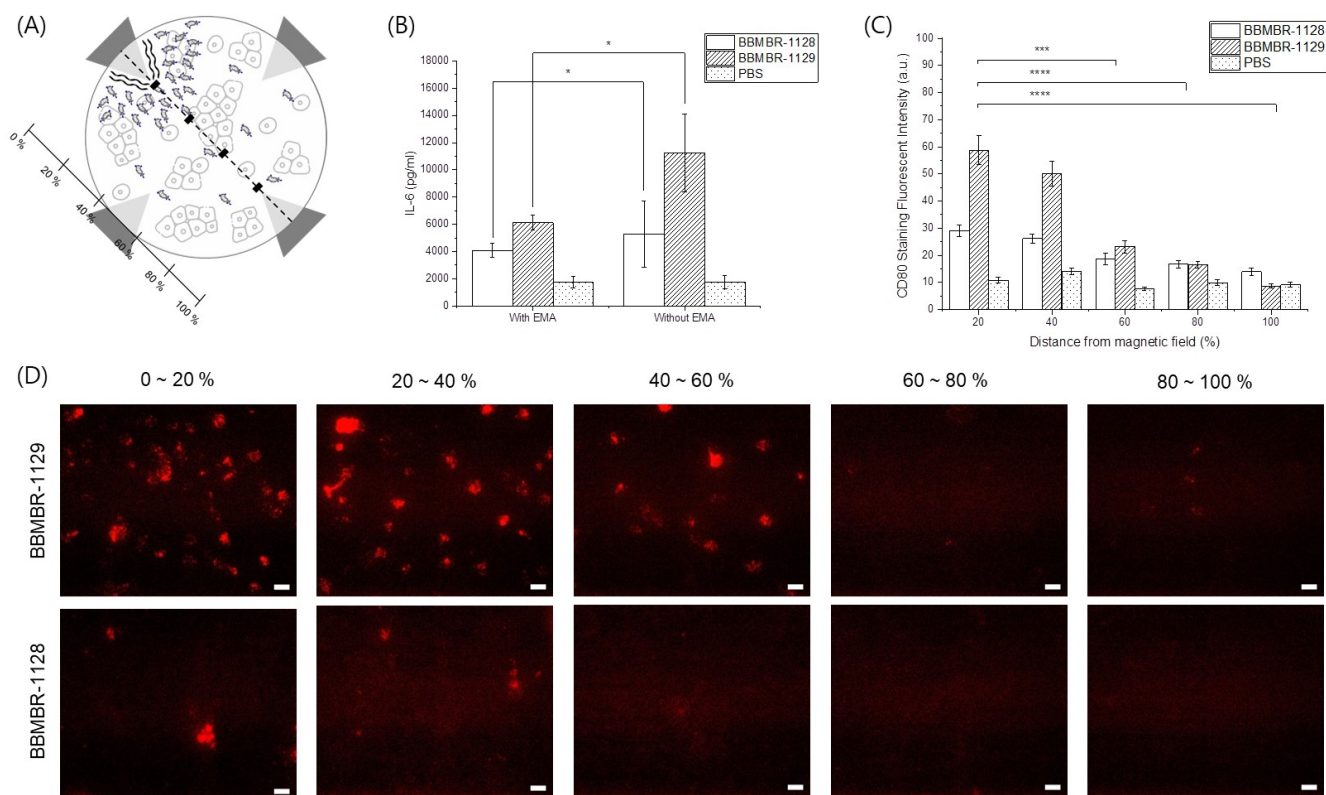 (A)
0 %
20 %
40 %
60 %
80 %
100 %
(B)
*
*
BBMBR-1128
BBMBR-1129
PBS
18000
16000
14000
12000
10000
8000
6000
4000
2000
0
IL-6 (pg/ml)
With EMA
Without EMA
(C)
***
****
****
BBMBR-1128
BBMBR-1129
PBS
100
90
80
70
60
50
40
30
20
10
0
CD80 Staining Fluorescent Intensity (a.u.)
20
40
60
80
100
Distance from magnetic field (%)
(D)
0 ~ 20 %
20 ~ 40 %
40 ~ 60 %
60 ~ 80 %
80 ~ 100 %
BBMBR-1129
BBMBR-1128